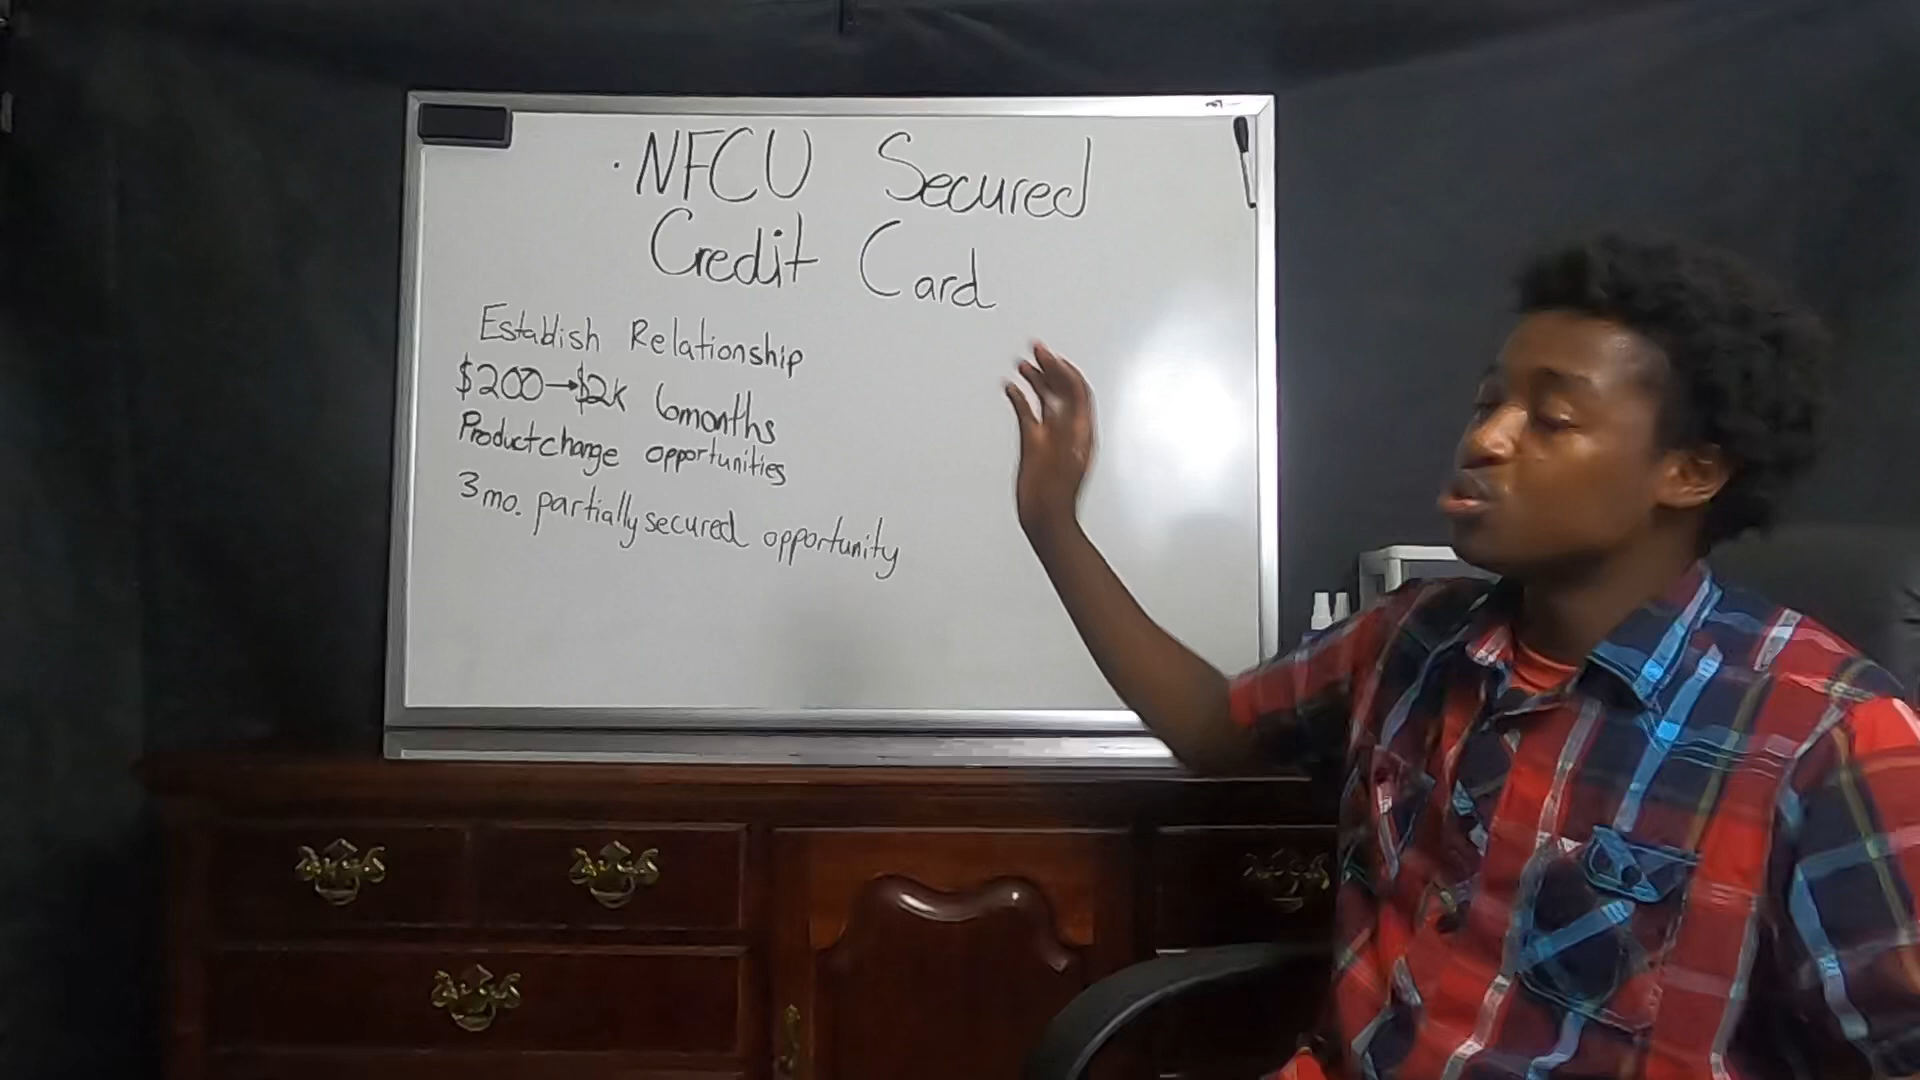 · NFCU Secured
Credit Card
Establish Relationship
$200→$2K 6months
Productchange opportunities
3mo. partially secured opportunity